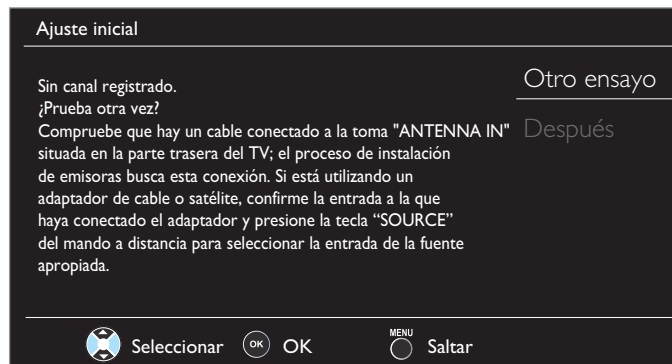 Ajuste inicial
Sin canal registrado.
¿Prueba otra vez?
Compruebe que hay un cable conectado a la toma "ANTENNA IN"
situada en la parte trasera del TV; el proceso de instalación
de emisoras busca esta conexión. Si está utilizando un
adaptador de cable o satélite, confirme la entrada a la que
haya conectado el adaptador y presione la tecla “SOURCE”
del mando a distancia para seleccionar la entrada de la fuente
apropiada.
Otro ensayo
Después
Seleccionar OK OK MENU Saltar